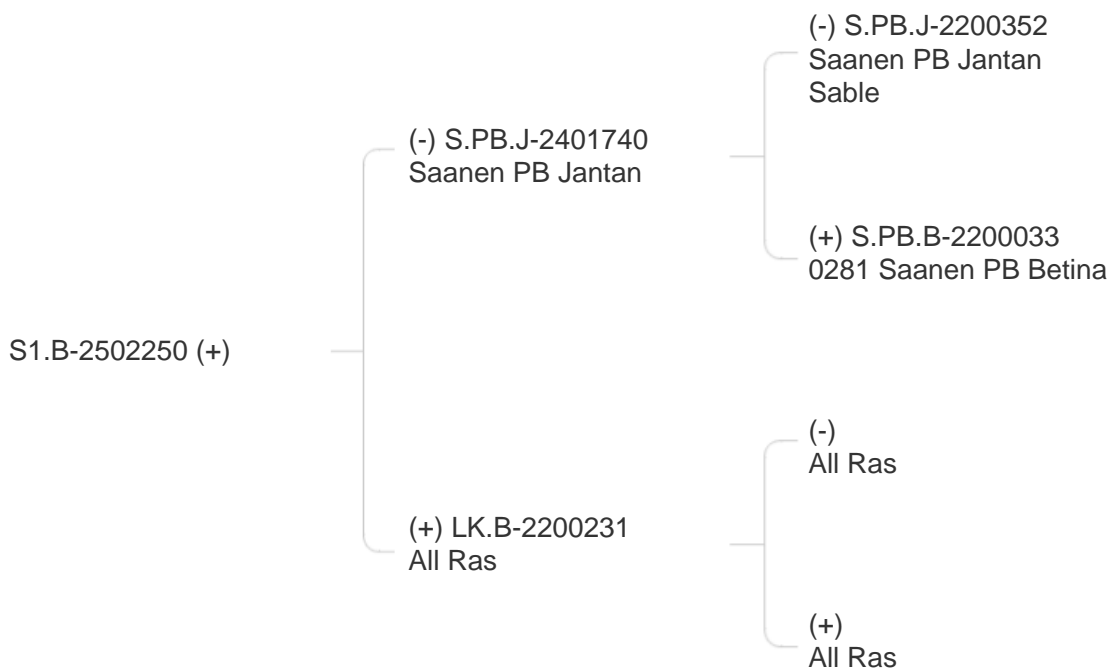 (-) S.PB.J-2200352
Saanen PB Jantan
Sable
(-) S.PB.J-2401740
Saanen PB Jantan
(+) S.PB.B-2200033
0281 Saanen PB Betina
S1.B-2502250 (+)
(-)
All Ras
(+) LK.B-2200231
All Ras
(+)
All Ras